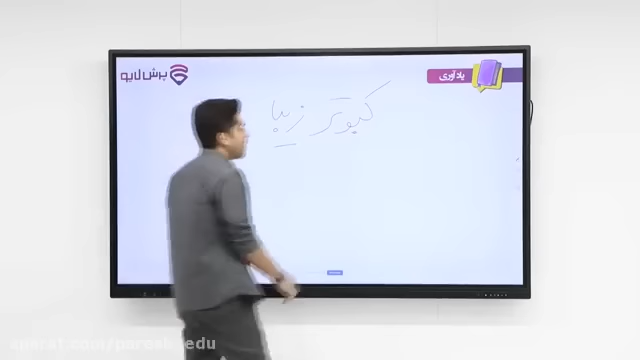 پرش لایو
یادآوری
کبوتر زیبا